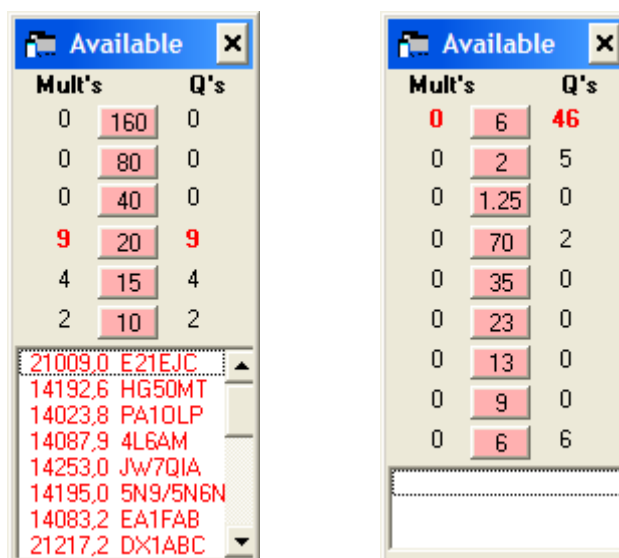 Available
Mult's Q's
0 160 0
0 80 0
0 40 0
9 20 9
4 15 4
2 10 2
21009,0 E21EJC
14192,6 HG50MT
14023,8 PA1OLP
14087,9 4L6AM
14253,0 JW7QIA
14195,0 5N9/5N6N
14083,2 EA1FAB
21217,2 DX1ABC
Available
Mult's Q's
0 6 46
0 2 5
0 1.25 0
0 70 2
0 35 0
0 23 0
0 13 0
0 9 0
0 6 6